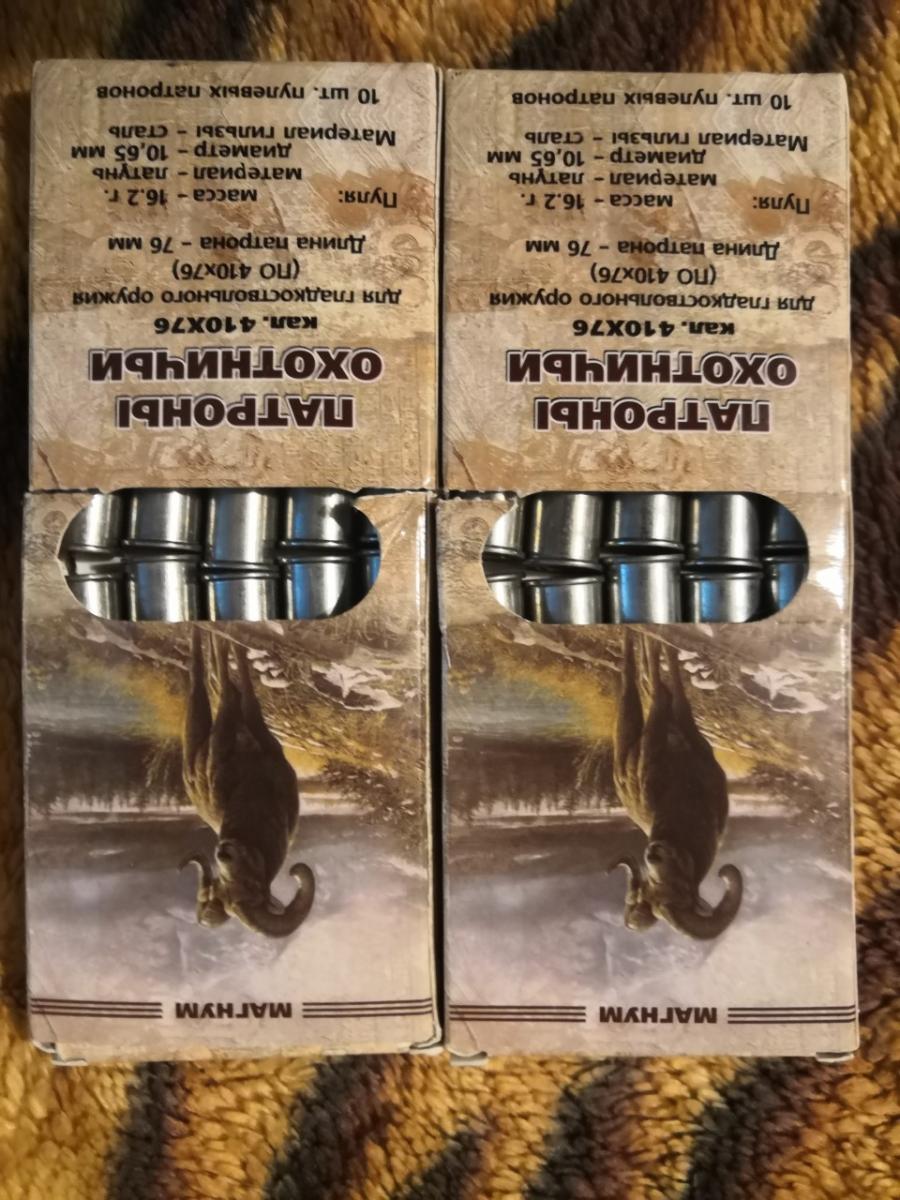 МАГНУМ
ПАТРОНЫ
ОХОТНИЧЬИ
кал. 410X76
для гладкоствольного оружия
(ПО 410х76)
Длина патрона - 76 мм
Пуля: масса - 16.2 г.
материал - латунь
диаметр - 10,65 мм
Материал гильзы - сталь
10 шт. пулевых патронов
МАГНУМ
ПАТРОНЫ
ОХОТНИЧЬИ
кал. 410X76
для гладкоствольного оружия
(ПО 410х76)
Длина патрона - 76 мм
Пуля: масса - 16.2 г.
материал - латунь
диаметр - 10,65 мм
Материал гильзы - сталь
10 шт. пулевых патронов